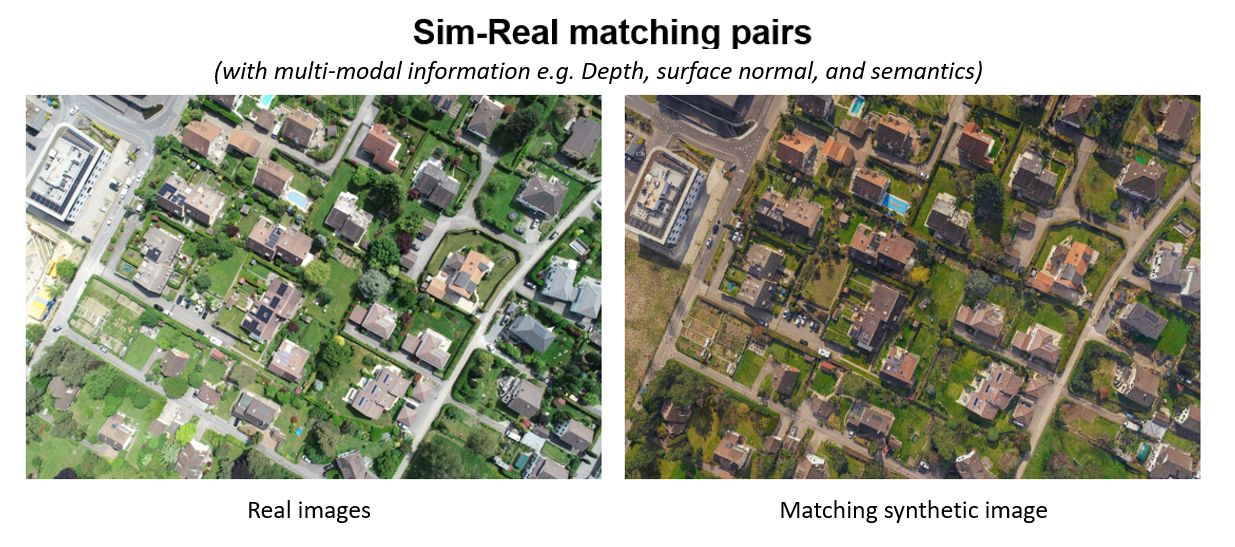 Sim-Real matching pairs
(with multi-modal information e.g. Depth, surface normal, and semantics)
Real images
Matching synthetic image